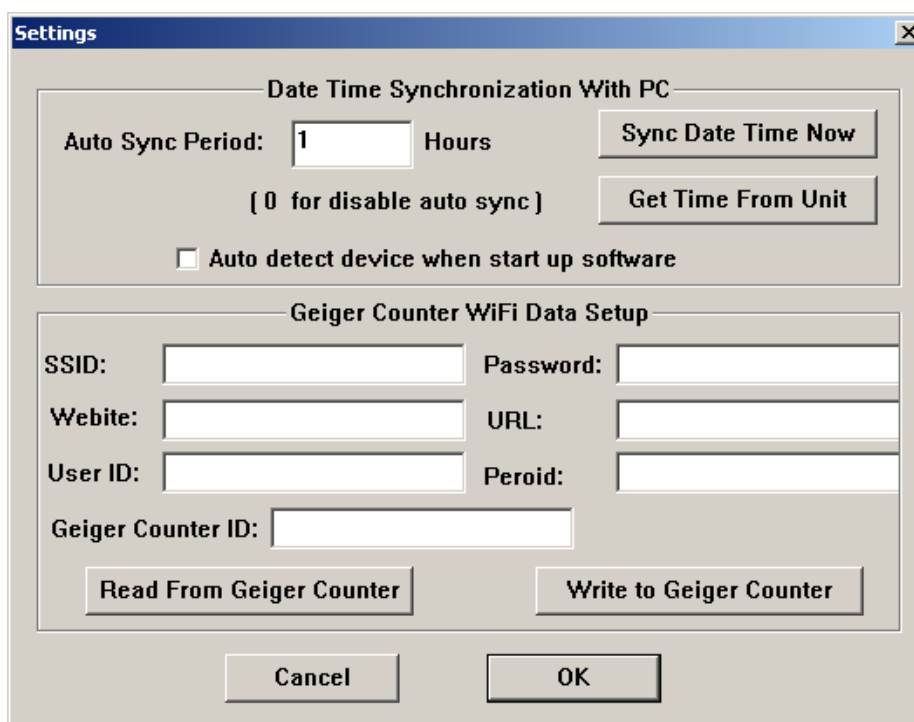 Settings
Date Time Synchronization With PC
Auto Sync Period: 1 Hours Sync Date Time Now
( 0 for disable auto sync ) Get Time From Unit
Auto detect device when start up software
Geiger Counter WiFi Data Setup
SSID: Password:
Webite: URL:
User ID: Peroid:
Geiger Counter ID:
Read From Geiger Counter Write to Geiger Counter
Cancel OK